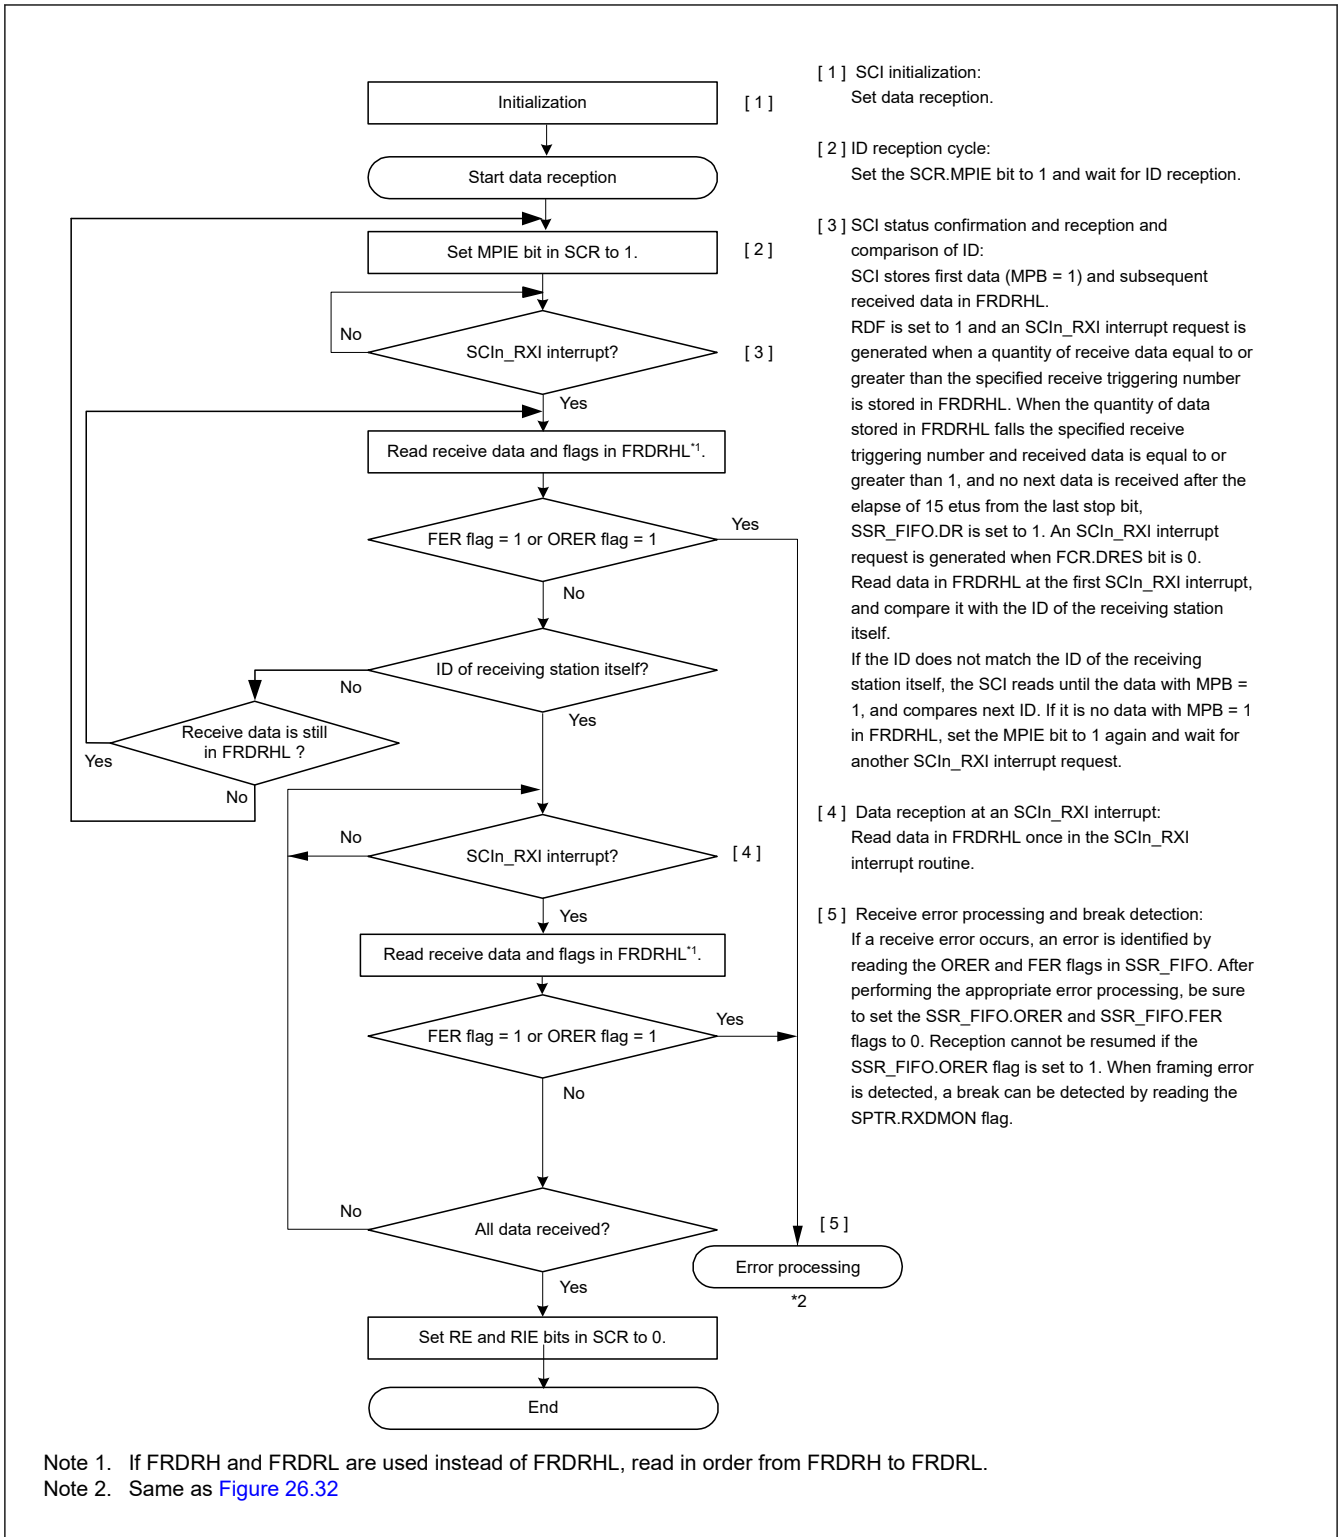 Initialization
[ 1 ]
Start data reception
Set MPIE bit in SCR to 1.
[ 2 ]
No
SCIn_RXI interrupt?
[ 3 ]
Yes
Read receive data and flags in FRDRHL*1.
FER flag = 1 or ORER flag = 1
Yes
No
ID of receiving station itself?
No
Yes
Receive data is still
in FRDRHL ?
Yes
No
No
SCIn_RXI interrupt?
[ 4 ]
Yes
Read receive data and flags in FRDRHL*1.
FER flag = 1 or ORER flag = 1
Yes
No
No
All data received?
Yes
[ 5 ]
Error processing
*2
Set RE and RIE bits in SCR to 0.
End
[ 1 ] SCI initialization:
Set data reception.
[ 2 ] ID reception cycle:
Set the SCR.MPIE bit to 1 and wait for ID reception.
[ 3 ] SCI status confirmation and reception and
comparison of ID:
SCI stores first data (MPB = 1) and subsequent
received data in FRDRHL.
RDF is set to 1 and an SCIn_RXI interrupt request is
generated when a quantity of receive data equal to or
greater than the specified receive triggering number
is stored in FRDRHL. When the quantity of data
stored in FRDRHL falls the specified receive
triggering number and received data is equal to or
greater than 1, and no next data is received after the
elapse of 15 etus from the last stop bit,
SSR_FIFO.DR is set to 1. An SCIn_RXI interrupt
request is generated when FCR.DRES bit is 0.
Read data in FRDRHL at the first SCIn_RXI interrupt,
and compare it with the ID of the receiving station
itself.
If the ID does not match the ID of the receiving
station itself, the SCI reads until the data with MPB =
1, and compares next ID. If it is no data with MPB = 1
in FRDRHL, set the MPIE bit to 1 again and wait for
another SCIn_RXI interrupt request.
[ 4 ] Data reception at an SCIn_RXI interrupt:
Read data in FRDRHL once in the SCIn_RXI
interrupt routine.
[ 5 ] Receive error processing and break detection:
If a receive error occurs, an error is identified by
reading the ORER and FER flags in SSR_FIFO. After
performing the appropriate error processing, be sure
to set the SSR_FIFO.ORER and SSR_FIFO.FER
flags to 0. Reception cannot be resumed if the
SSR_FIFO.ORER flag is set to 1. When framing error
is detected, a break can be detected by reading the
SPTR.RXDMON flag.
Note 1. If FRDRH and FRDRL are used instead of FRDRHL, read in order from FRDRH to FRDRL.
Note 2. Same as Figure 26.32